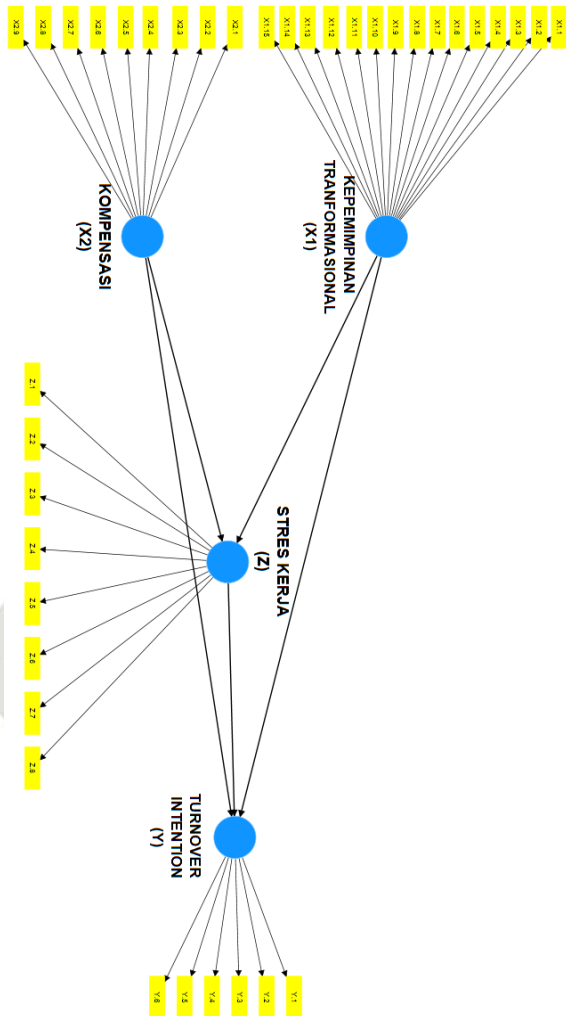 X1.1
X1.2
X1.3
X1.4
X1.5
X1.6
X1.7
X1.8
X1.9
X1.10
X1.11
X1.12
X1.13
X1.14
X1.15
KEPEMIMPINAN
TRANFORMASIONAL
(X1)
X2.1
X2.2
X2.3
X2.4
X2.5
X2.6
X2.7
X2.8
X2.9
KOMPENSASI
(X2)
STRES KERJA
(Z)
Z.1
Z.2
Z.3
Z.4
Z.5
Z.6
Z.7
Z.8
TURNOVER
INTENTION
(Y)
Y.1
Y.2
Y.3
Y.4
Y.5
Y.6